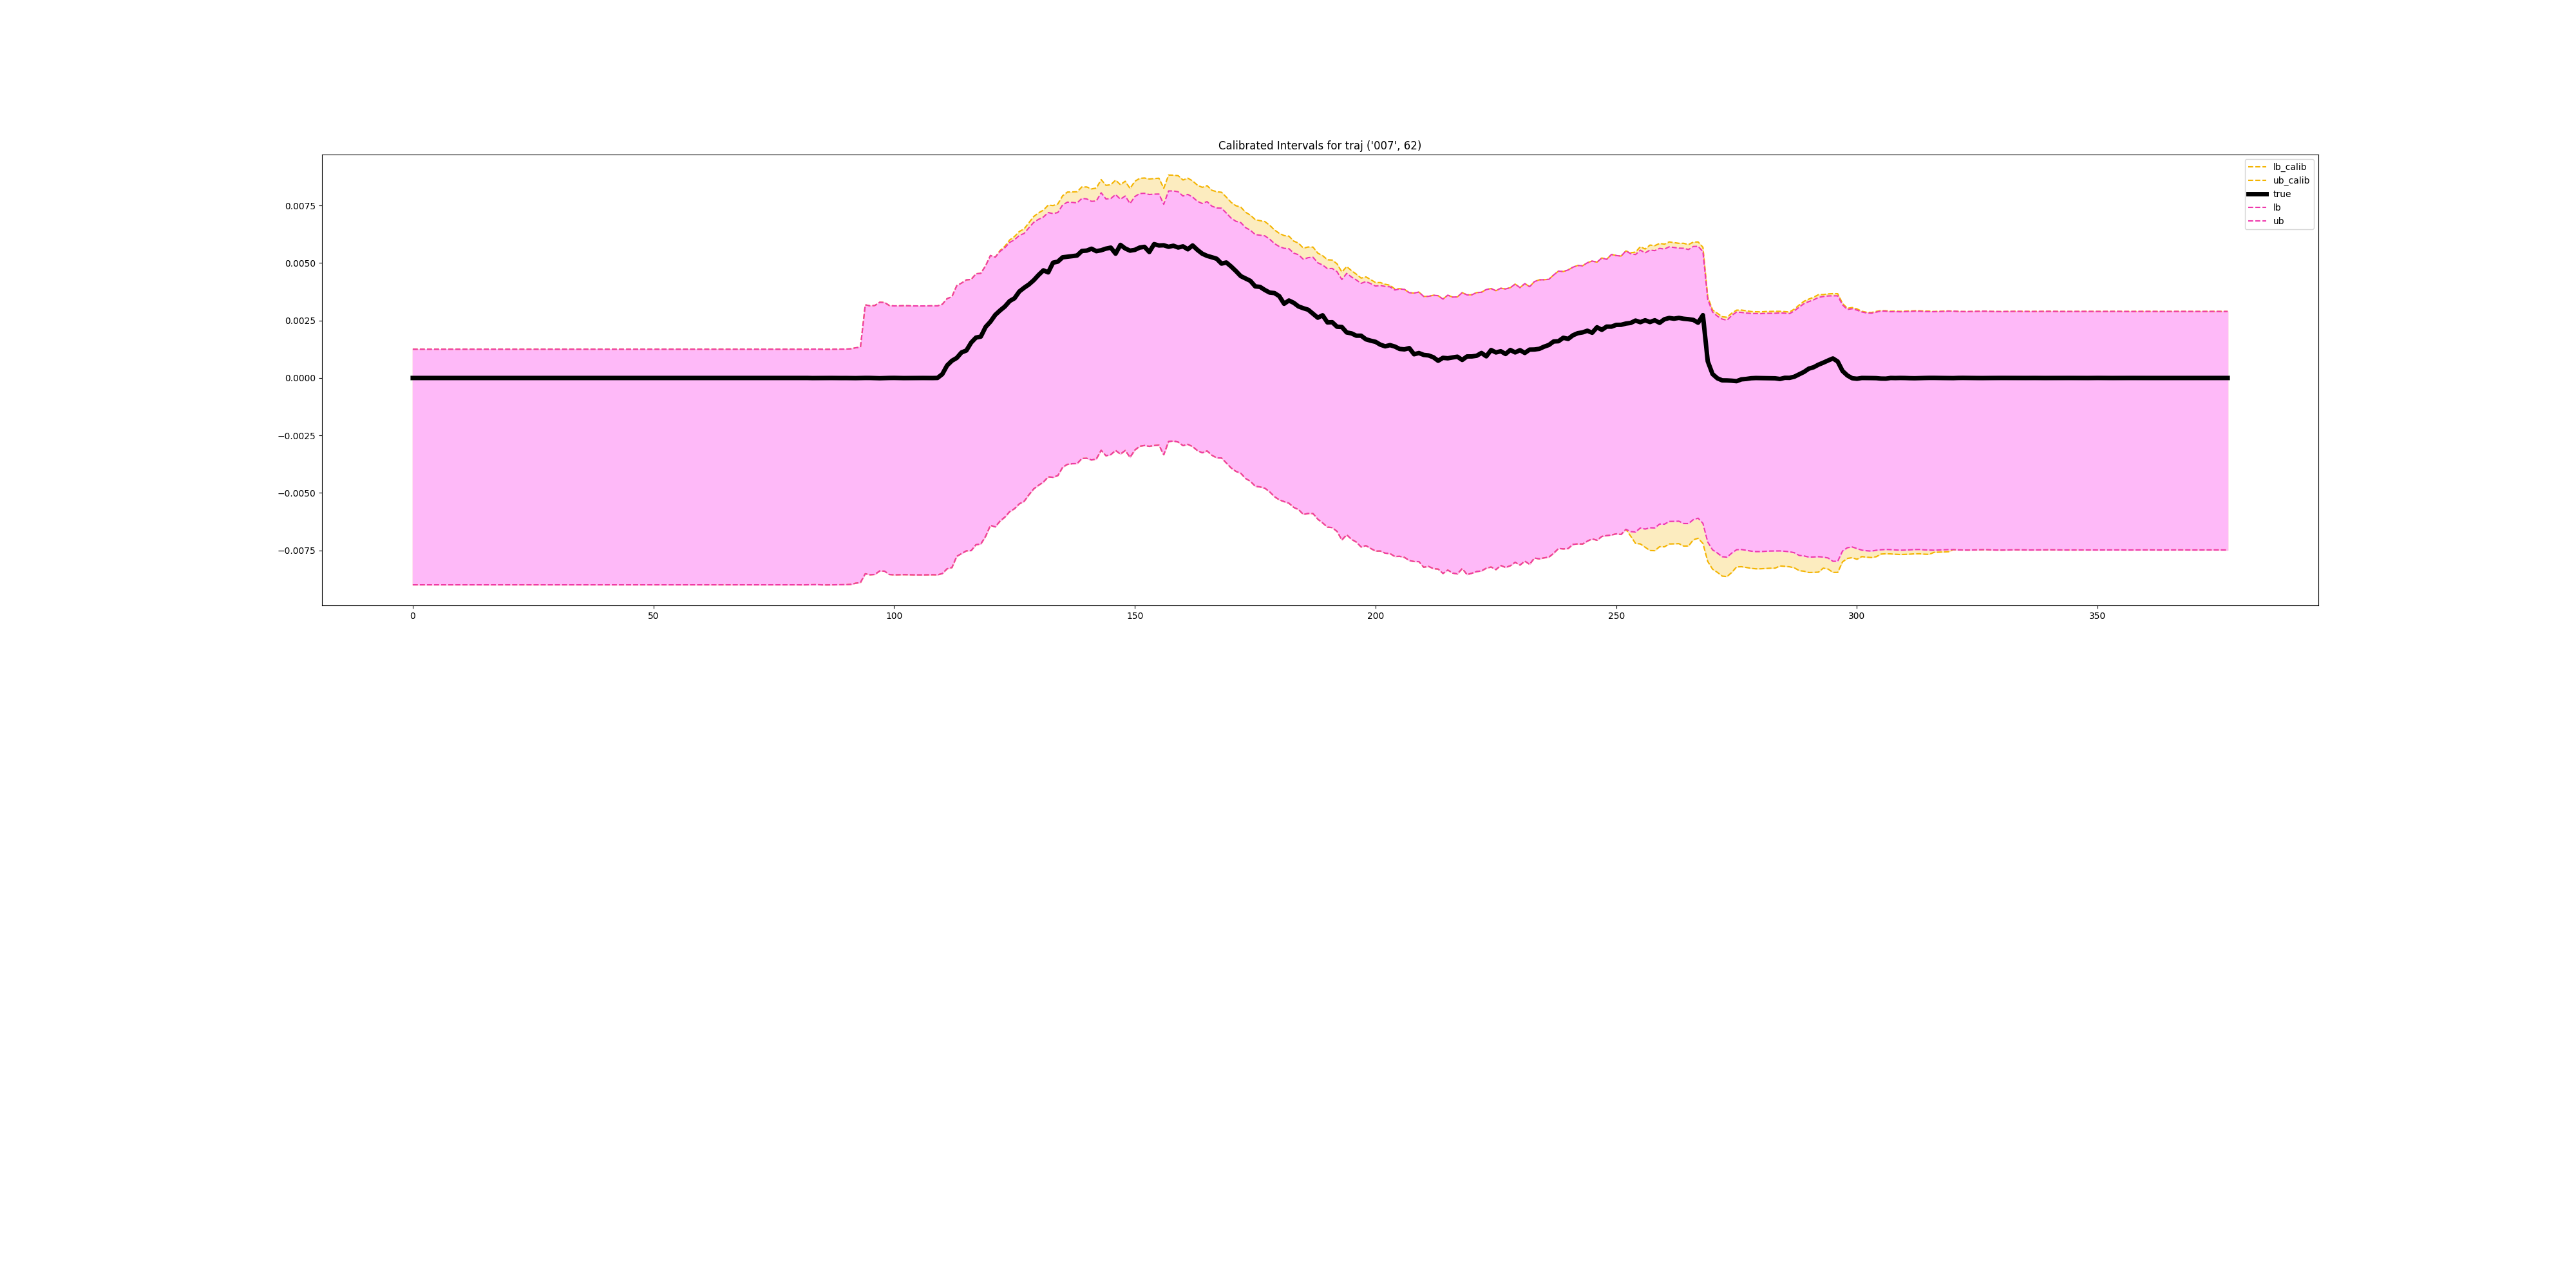 Calibrated Intervals for traj ('007', 62)
lb_calib
ub_calib
true
lb
ub
0.0075
0.0050
0.0025
0.0000
−0.0025
−0.0050
−0.0075
0 50 100 150 200 250 300 350